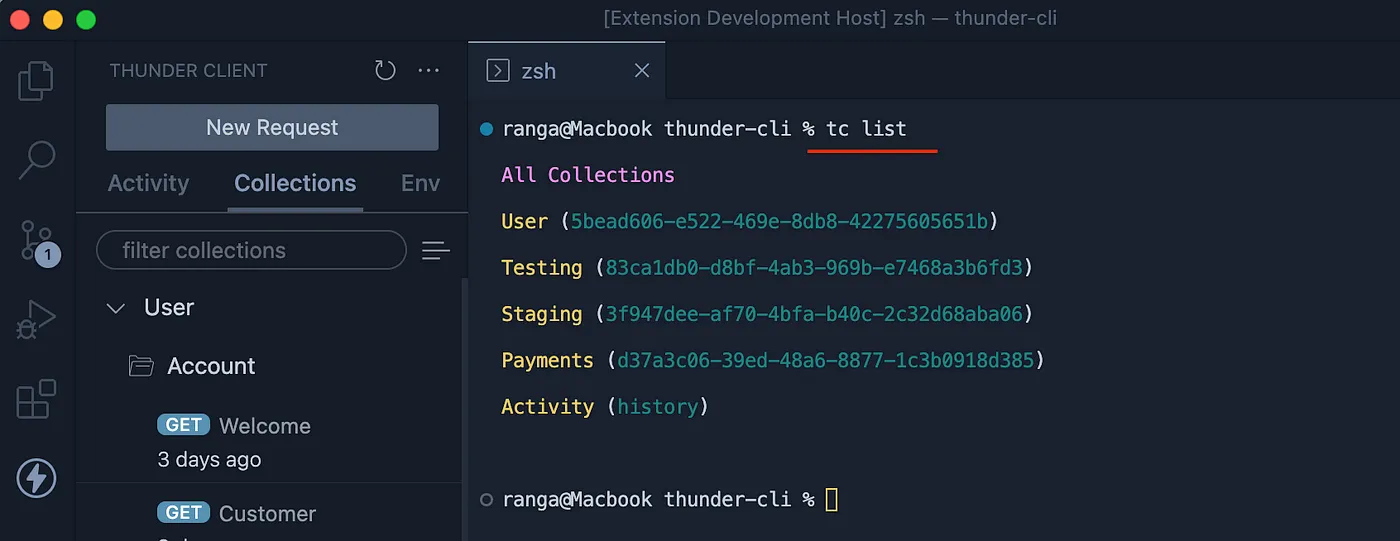 [Extension Development Host] zsh — thunder-cli
THUNDER CLIENT
New Request
Activity Collections Env
filter collections
1
User
Account
GET Welcome
3 days ago
GET Customer
zsh
ranga@Macbook thunder-cli % tc list
All Collections
User (5bead606-e522-469e-8db8-42275605651b)
Testing (83ca1db0-d8bf-4ab3-969b-e7468a3b6fd3)
Staging (3f947dee-af70-4bfa-b40c-2c32d68aba06)
Payments (d37a3c06-39ed-48a6-8877-1c3b0918d385)
Activity (history)
ranga@Macbook thunder-cli %